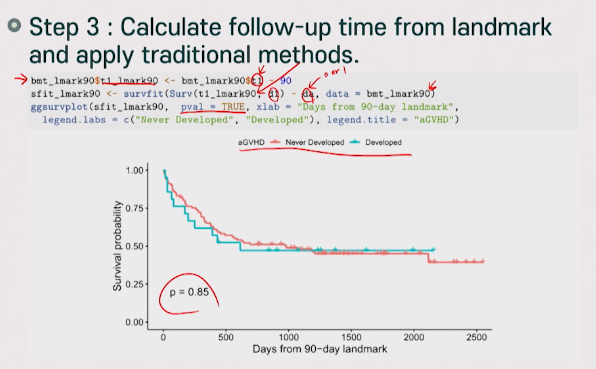 Step 3 : Calculate follow-up time from landmark
and apply traditional methods.
0 or 1
bmt_lmark90$t1_lmark90 <- bmt_lmark90$t1 - 90
sfit_lmark90 <- survfit(Surv(t1_lmark90, d1) ~ da, data = bmt_lmark90)
ggsurvplot(sfit_lmark90, pval = TRUE, xlab = "Days from 90-day landmark",
legend.labs = c("Never Developed", "Developed"), legend.title = "aGVHD")
aGVHD Never Developed Developed
1.00
0.75
0.50
0.25
0.00
Survival probability
p = 0.85
0 500 1000 1500 2000 2500
Days from 90-day landmark